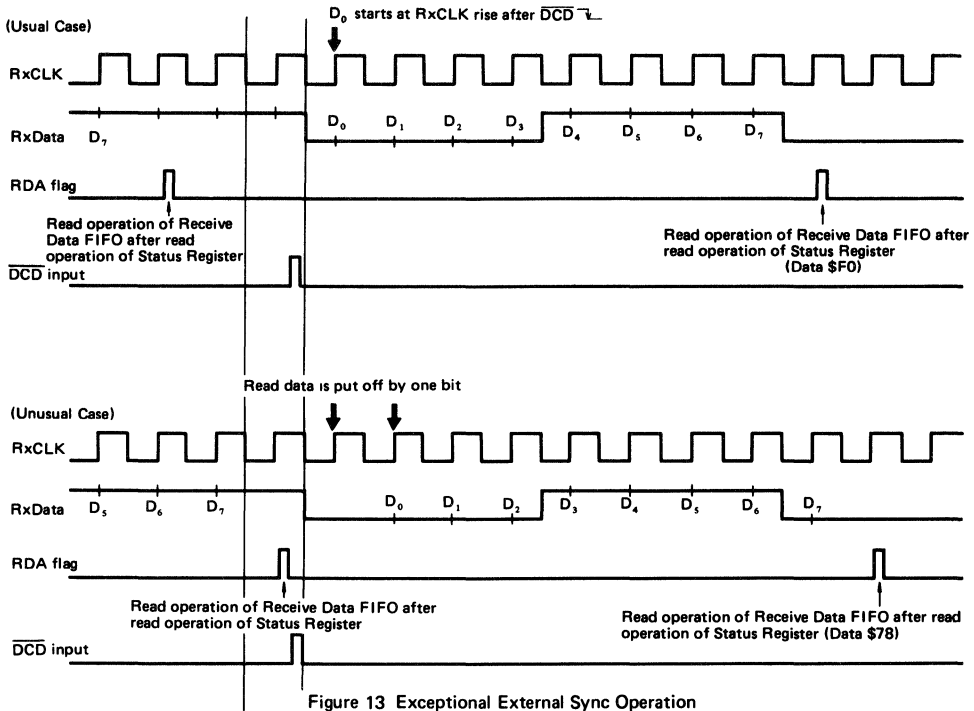 D₀ starts at RxCLK rise after DCD
(Usual Case)
RxCLK
RxData
D₇ D₀ D₁ D₂ D₃ D₄ D₅ D₆ D₇
RDA flag
Read operation of Receive
Data FIFO after read
operation of Status Register
Read operation of Receive Data FIFO after
read operation of Status Register
(Data $F0)
DCD input
Read data is put off by one bit
(Unusual Case)
RxCLK
RxData
D₅ D₆ D₇ D₀ D₁ D₂ D₃ D₄ D₅ D₆ D₇
RDA flag
Read operation of Receive Data FIFO after
read operation of Status Register
Read operation of Receive Data FIFO after read
operation of Status Register (Data $78)
DCD input
Figure 13 Exceptional External Sync Operation